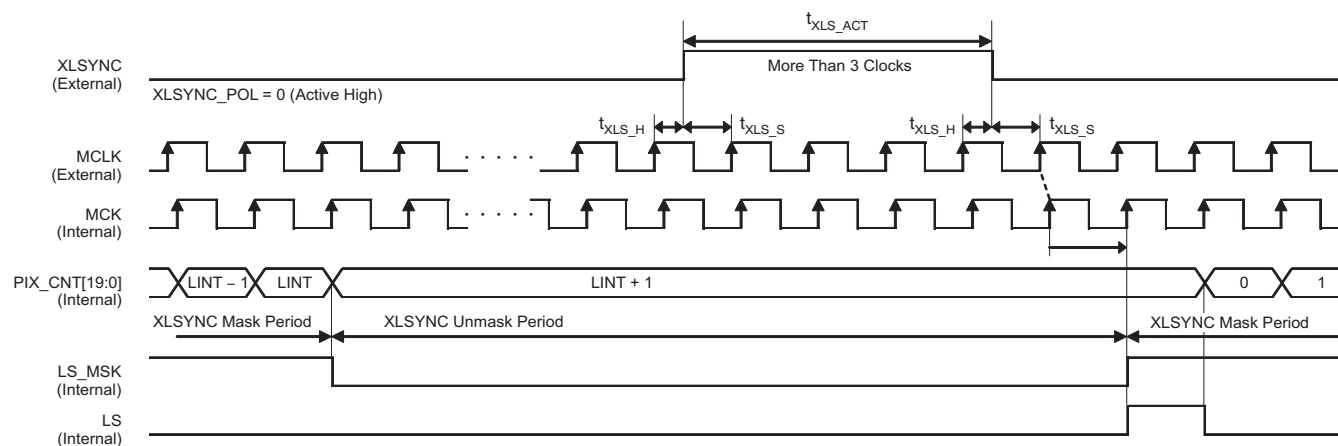 tXLS_ACT
XLSYNC
(External)
More Than 3 Clocks
XLSYNC_POL = 0 (Active High)
tXLS_H
tXLS_S
tXLS_H
tXLS_S
MCLK
(External)
. . . . .
MCK
(Internal)
. . . . .
PIX_CNT[19:0]
(Internal)
LINT − 1
LINT
LINT + 1
0
1
XLSYNC Mask Period
XLSYNC Unmask Period
XLSYNC Mask Period
LS_MSK
(Internal)
LS
(Internal)